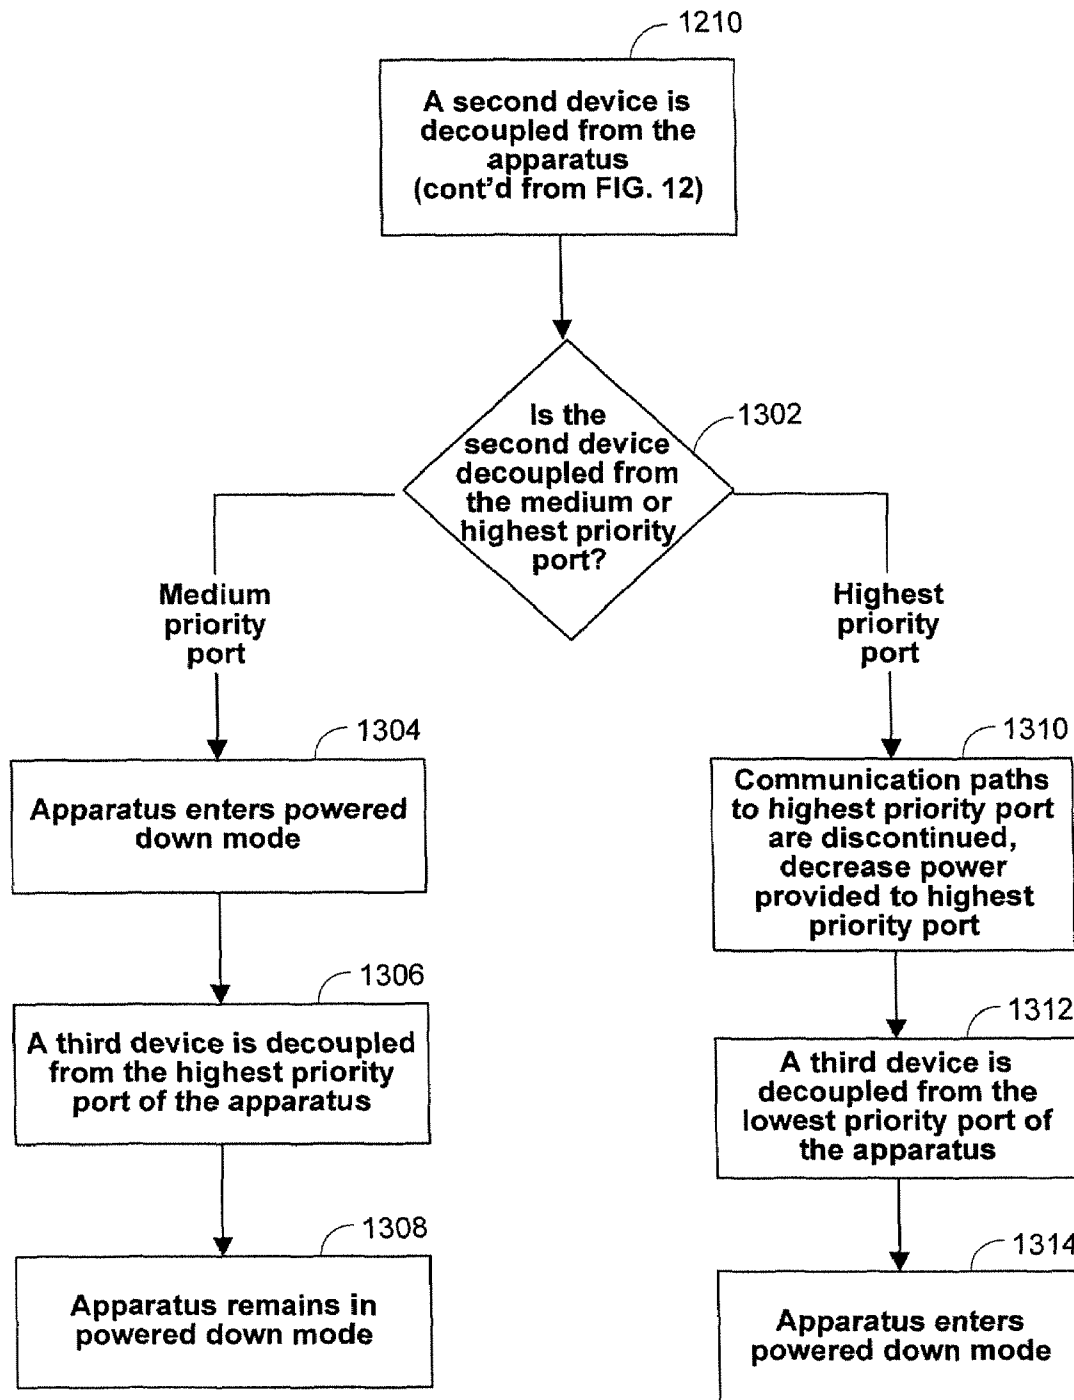 1210
A second device is
decoupled from the
apparatus
(cont'd from FIG. 12)
1302
Is the
second device
decoupled from
the medium or
highest priority
port?
Medium
priority
port
Highest
priority
port
1304
Apparatus enters powered
down mode
1306
A third device is decoupled
from the highest priority
port of the apparatus
1308
Apparatus remains in
powered down mode
1310
Communication paths
to highest priority port
are discontinued,
decrease power
provided to highest
priority port
1312
A third device is
decoupled from the
lowest priority port of
the apparatus
1314
Apparatus enters
powered down mode